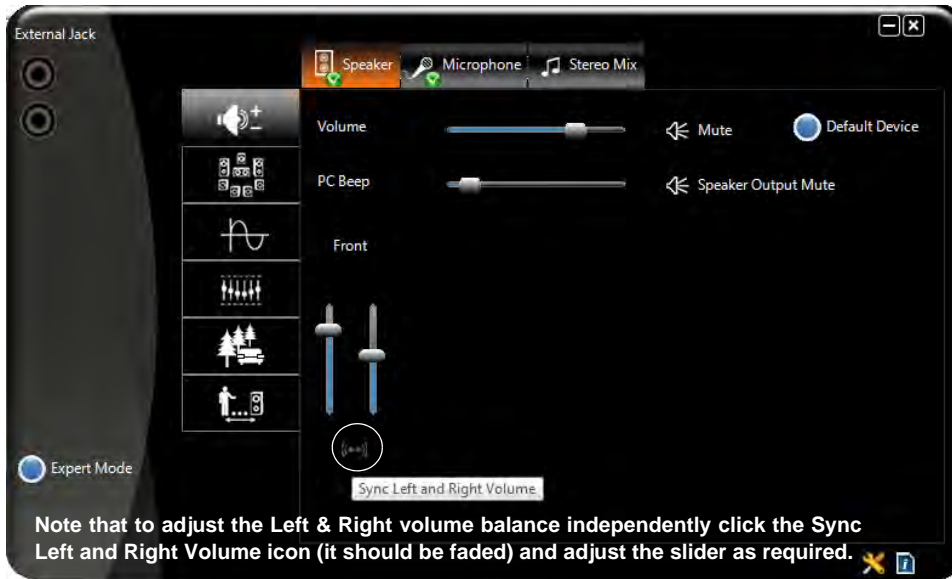 External Jack
Speaker
Microphone
Stereo Mix
Volume
Mute
Default Device
PC Beep
Speaker Output Mute
Front
Expert Mode
Sync Left and Right Volume
Note that to adjust the Left & Right volume balance independently click the Sync
Left and Right Volume icon (it should be faded) and adjust the slider as required.